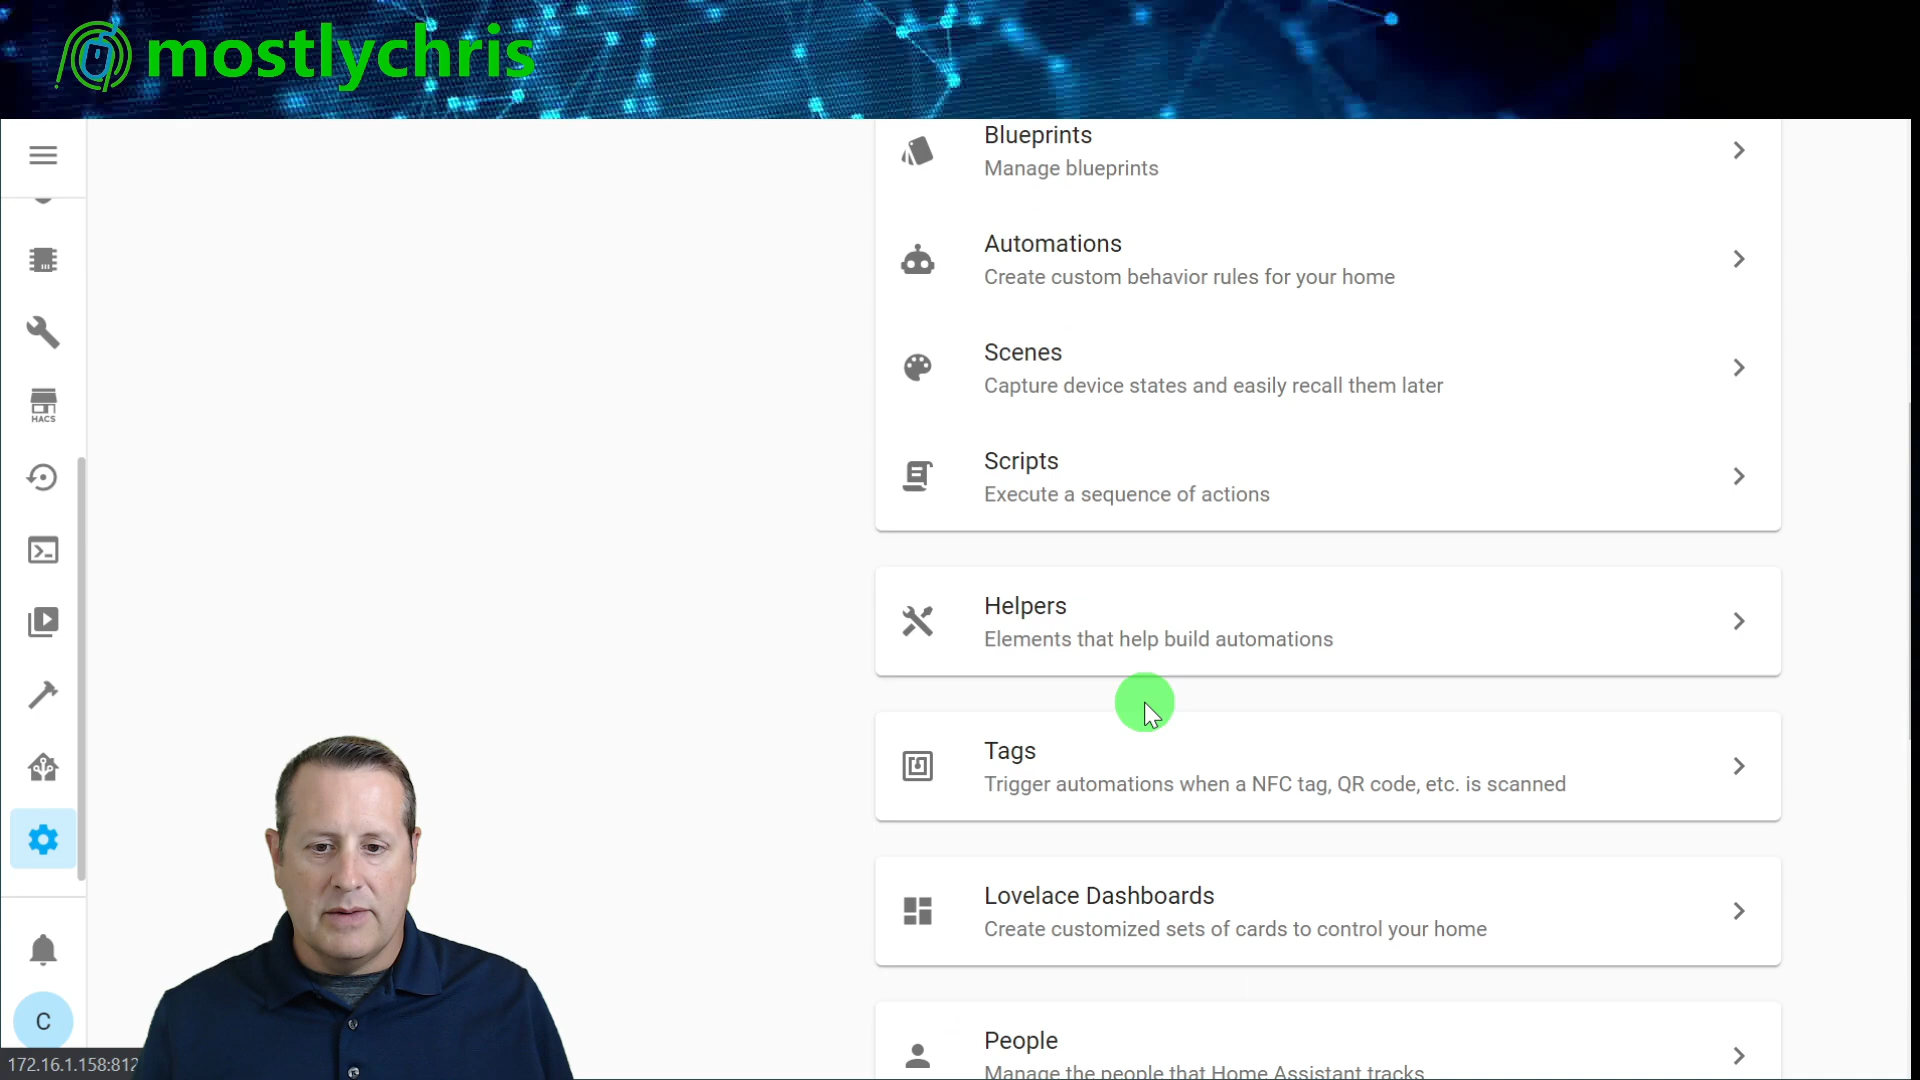 mostlychris
Blueprints
Manage blueprints
Automations
Create custom behavior rules for your home
Scenes
Capture device states and easily recall them later
HACS
Scripts
Execute a sequence of actions
Helpers
Elements that help build automations
Tags
Trigger automations when a NFC tag, QR code, etc. is scanned
Lovelace Dashboards
Create customized sets of cards to control your home
C
People
Manage the people that Home Assistant tracks
172.16.1.158:812